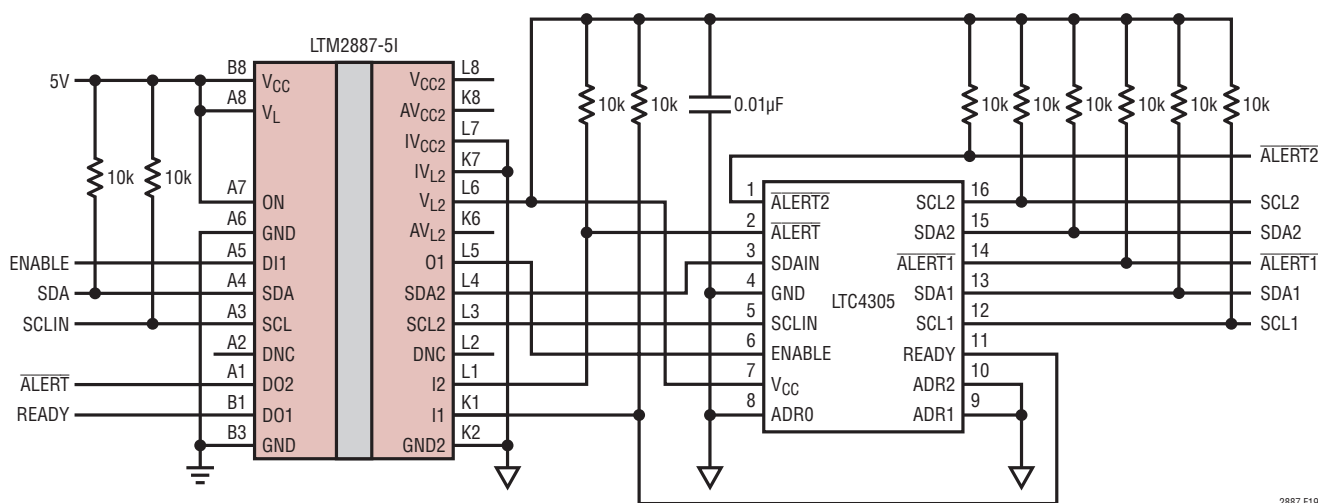 LTM2887-5I
5V
B8 VCC
A8 VL
A7 ON
A6 GND
ENABLE A5 DI1
SDA A4 SDA
SCLIN A3 SCL
A2 DNC
ALERT A1 DO2
READY B1 DO1
B3 GND
10k 10k
VCC2 L8
AVCC2 K8
IVCC2 L7
IVL2 K7
VL2 L6
AVL2 K6
O1 L5
SDA2 L4
SCL2 L3
DNC L2
I2 L1
I1 K1
GND2 K2
10k 10k 0.01µF
10k 10k 10k 10k 10k 10k
LTC4305
1 ALERT2
2 ALERT
3 SDAIN
4 GND
5 SCLIN
6 ENABLE
7 VCC
8 ADR0
SCL2 16
SDA2 15
ALERT1 14
SDA1 13
SCL1 12
READY 11
ADR2 10
ADR1 9
ALERT2
SCL2
SDA2
ALERT1
SDA1
SCL1
2887 F19